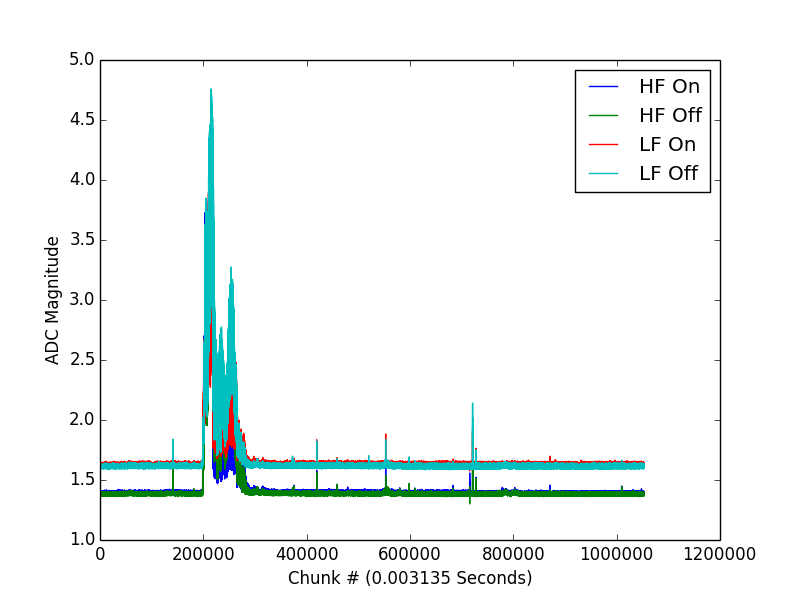 5.0
4.5
4.0
3.5
3.0
2.5
2.0
1.5
1.0
ADC Magnitude
HF On
HF Off
LF On
LF Off
0 200000 400000 600000 800000 1000000 1200000
Chunk # (0.003135 Seconds)